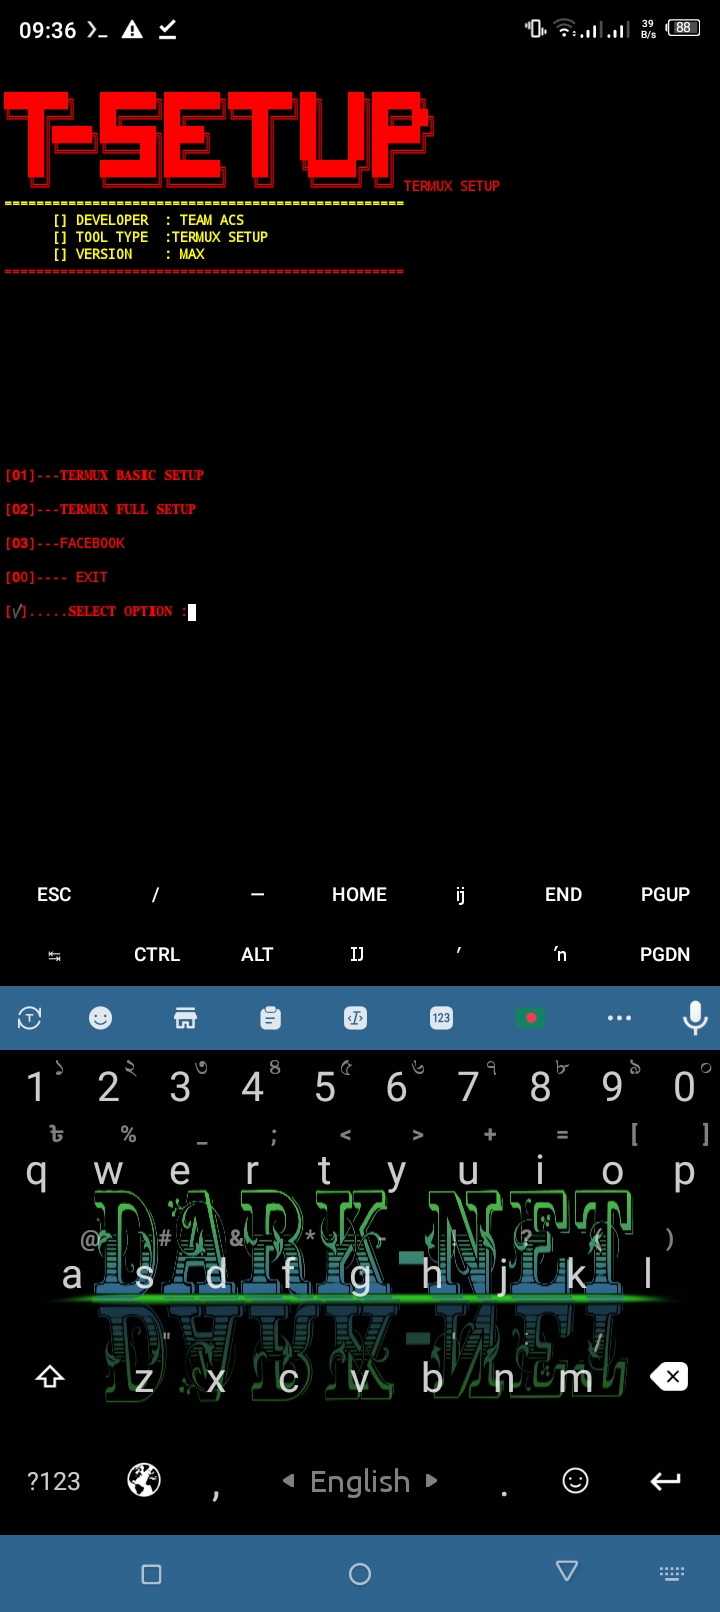 09:36
39
B/s
88
T-SETUP
TERMUX SETUP
==================================================
[] DEVELOPER : TEAM ACS
[] TOOL TYPE :TERMUX SETUP
[] VERSION : MAX
==================================================
[01]---TERMUX BASIC SETUP
[02]---TERMUX FULL SETUP
[03]---FACEBOOK
[00]---- EXIT
[√].....SELECT OPTION :
ESC / — HOME ij END PGUP
↹ CTRL ALT IJ ʼ ŉ PGDN
T T 123
১ ২ ৩ ৪ ৫ ৬ ৭ ৮ ৯ ০
1 2 3 4 5 6 7 8 9 0
৳ % _ ; < > + = [ ]
q w e r t y u i o p
DARK-NET
@ # & * - ! ? ( )
a s d f g h j k l
" ' : /
z x c v b n m
?123 , English .